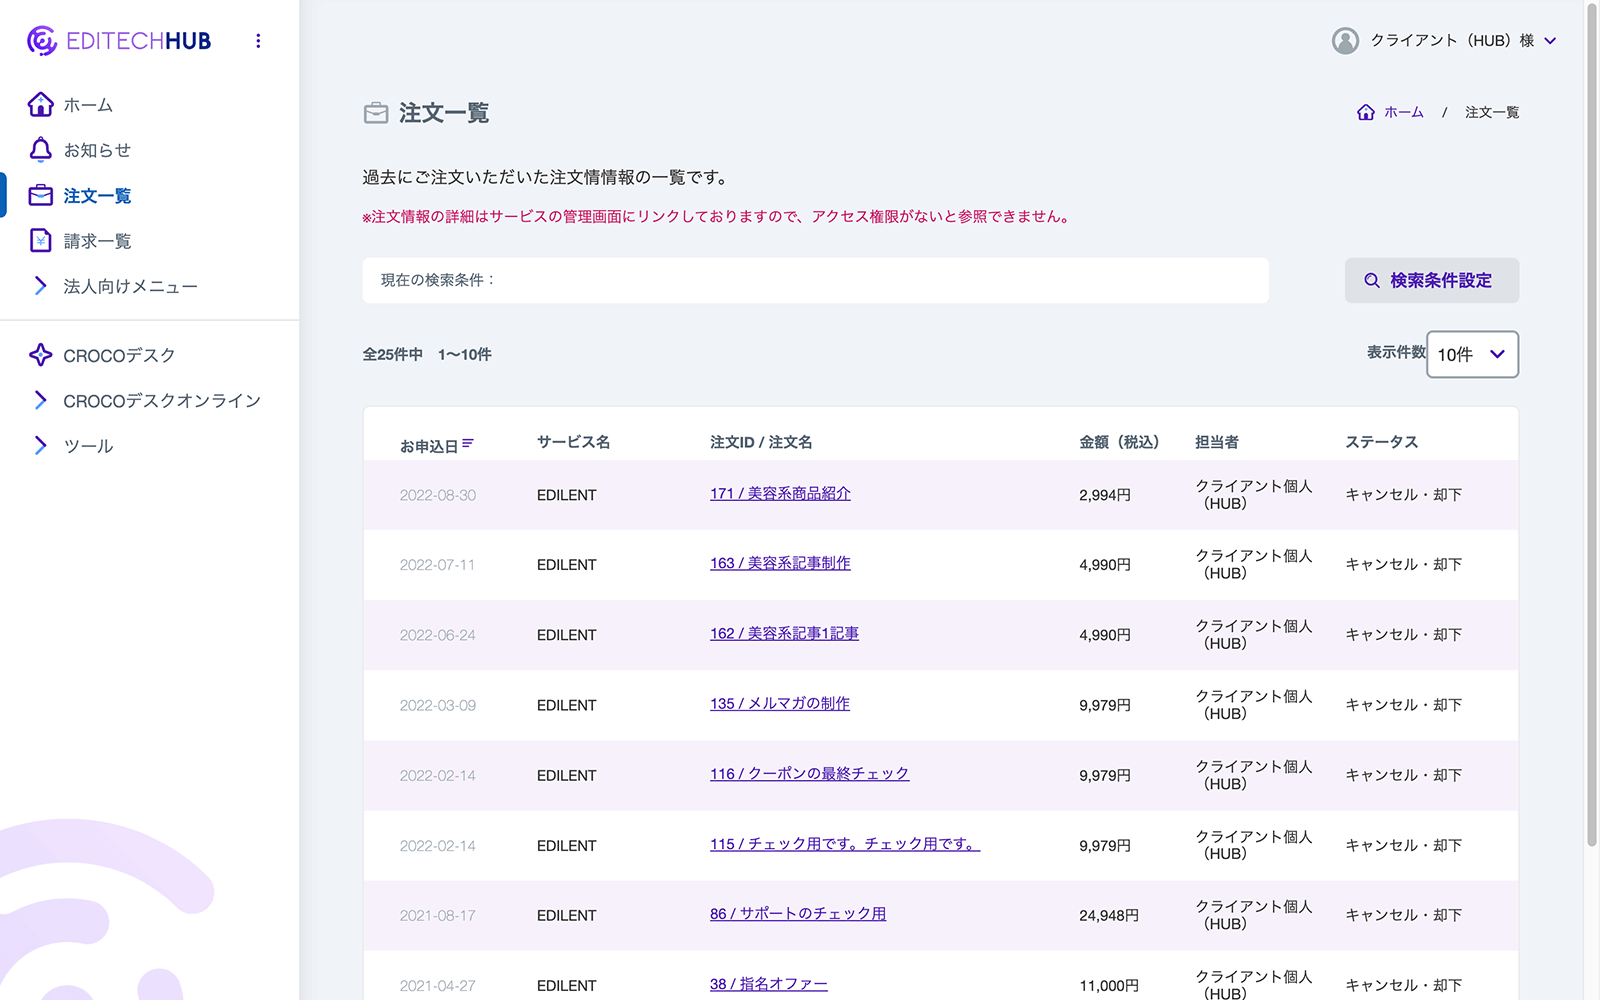 EDITECHHUB
クライアント（HUB）様
ホーム
お知らせ
注文一覧
請求一覧
法人向けメニュー
CROCOデスク
CROCOデスクオンライン
ツール
注文一覧
ホーム / 注文一覧
過去にご注文いただいた注文情情報の一覧です。
※注文情報の詳細はサービスの管理画面にリンクしておりますので、アクセス権限がないと参照できません。
現在の検索条件：
検索条件設定
全25件中 1〜10件
表示件数 10件
お申込日 サービス名 注文ID / 注文名 金額（税込） 担当者 ステータス
2022-08-30 EDILENT 171 / 美容系商品紹介 2,994円 クライアント個人（HUB） キャンセル・却下
2022-07-11 EDILENT 163 / 美容系記事制作 4,990円 クライアント個人（HUB） キャンセル・却下
2022-06-24 EDILENT 162 / 美容系記事1記事 4,990円 クライアント個人（HUB） キャンセル・却下
2022-03-09 EDILENT 135 / メルマガの制作 9,979円 クライアント個人（HUB） キャンセル・却下
2022-02-14 EDILENT 116 / クーポンの最終チェック 9,979円 クライアント個人（HUB） キャンセル・却下
2022-02-14 EDILENT 115 / チェック用です。チェック用です。 9,979円 クライアント個人（HUB） キャンセル・却下
2021-08-17 EDILENT 86 / サポートのチェック用 24,948円 クライアント個人（HUB） キャンセル・却下
2021-04-27 EDILENT 38 / 指名オファー 11,000円 クライアント個人（HUB） キャンセル・却下